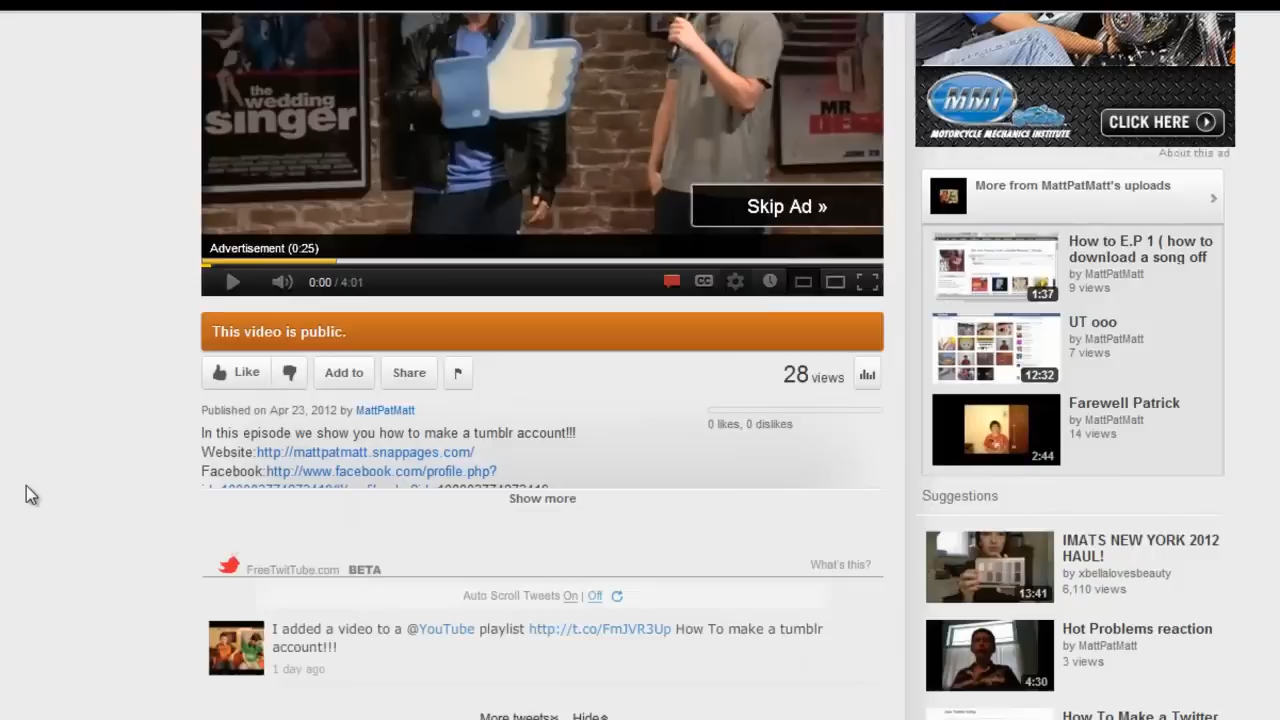 the
wedding
singer
MR
Skip Ad »
Advertisement (0:25)
0:00 / 4:01
CC
This video is public.
Like
Add to
Share
28 views
Published on Apr 23, 2012 by MattPatMatt
0 likes, 0 dislikes
In this episode we show you how to make a tumblr account!!!
Website:http://mattpatmatt.snappages.com/
Facebook:http://www.facebook.com/profile.php?
Show more
FreeTwitTube.com BETA
What's this?
Auto Scroll Tweets On | Off
I added a video to a @YouTube playlist http://t.co/FmJVR3Up How To make a tumblr
account!!!
1 day ago
More tweets Hide
MMI
MOTORCYCLE MECHANIC INSTITUTE
CLICK HERE
About this ad
More from MattPatMatt's uploads
How to E.P 1 ( how to
download a song off
by MattPatMatt
9 views
1:37
UT ooo
by MattPatMatt
7 views
12:32
Farewell Patrick
by MattPatMatt
14 views
2:44
Suggestions
IMATS NEW YORK 2012
HAUL!
by xbellalovesbeauty
6,110 views
13:41
Hot Problems reaction
by MattPatMatt
3 views
4:30
How To Make a Twitter